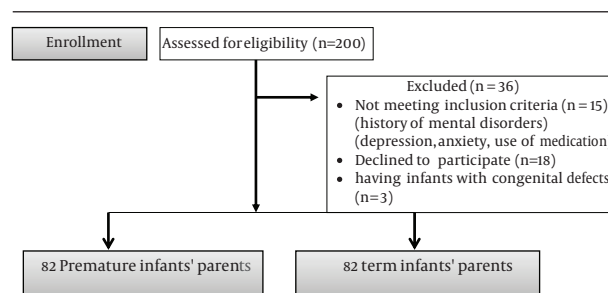 Enrollment
Assessed for eligibility (n=200)
Excluded (n = 36)
• Not meeting inclusion criteria (n = 15)
(history of mental disorders)
(depression, anxiety, use of medication
• Declined to participate (n=18)
• having infants with congenital defects
(n=3)
82 Premature infants' parents
82 term infants' parents